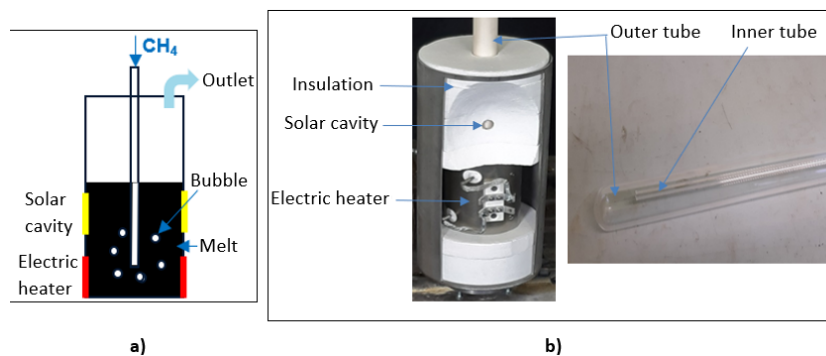 CH4
Outlet
Bubble
Solar
cavity
Melt
Electric
heater
a)
Outer tube
Inner tube
Insulation
Solar cavity
Electric heater
b)